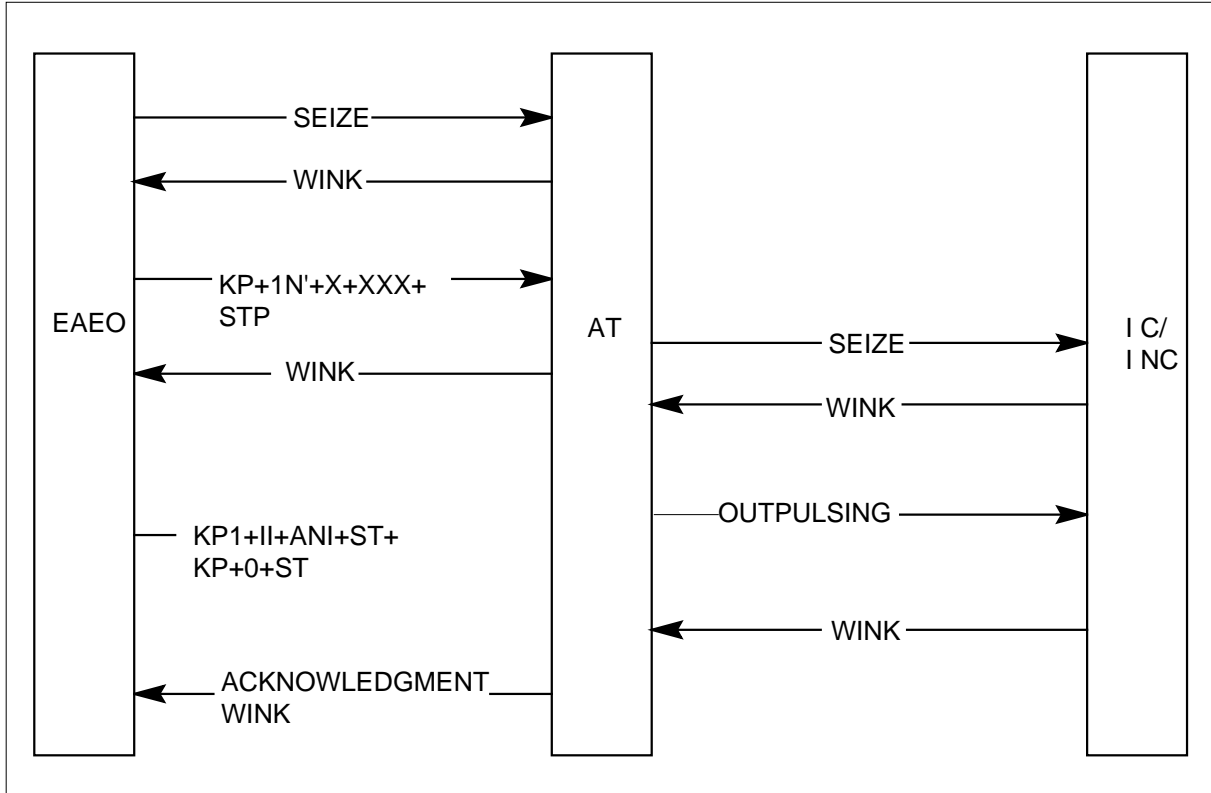 SEIZE
WINK
KP+1N'+X+XXX+
STP
EAEO
AT
SEIZE
I C/
I NC
WINK
WINK
OUTPULSING
KP1+II+ANI+ST+
KP+0+ST
WINK
ACKNOWLEDGMENT
WINK